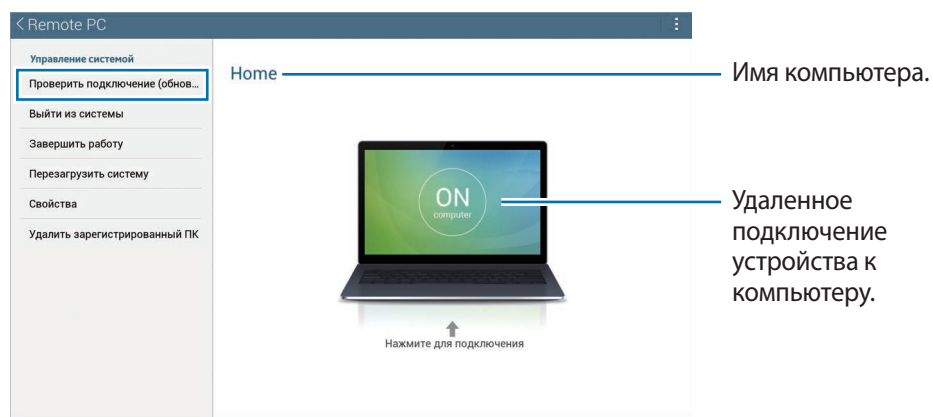 Remote PC
Управление системой
Проверить подключение (обнов...
Выйти из системы
Завершить работу
Перезагрузить систему
Свойства
Удалить зарегистрированный ПК
Home
Имя компьютера.
ON
computer
Удаленное
подключение
устройства к
компьютеру.
Нажмите для подключения